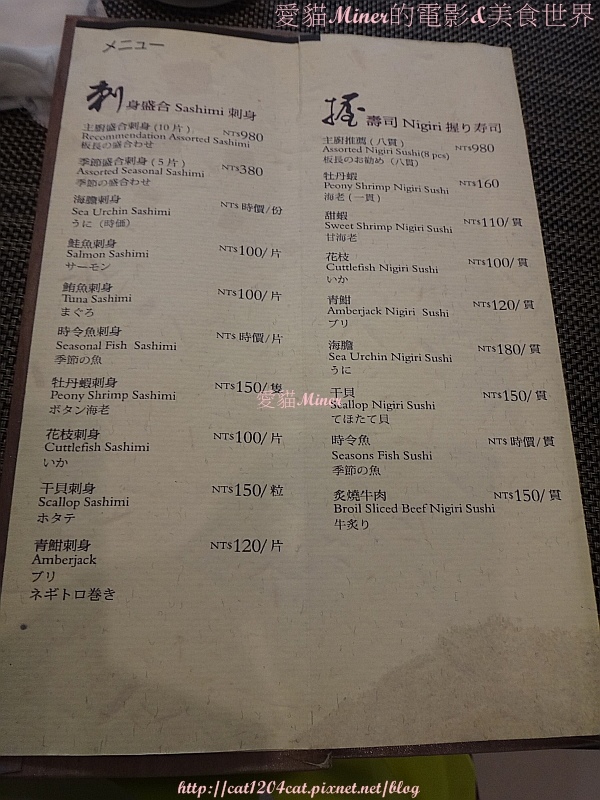 愛貓Miner的電影&美食世界
メニュー
刺身盛合 Sashimi 刺身
主廚盛合刺身 (10 片) NT$980
Recommendation Assorted Sashimi
板長の盛合わせ
季節盛合刺身 ( 5 片 ) NT$380
Assorted Seasonal Sashimi
季節の盛合わせ
海膽刺身
Sea Urchin Sashimi NT$ 時價/份
うに（時価）
鮭魚刺身
Salmon Sashimi NT$100/ 片
サーモン
鮪魚刺身
Tuna Sashimi NT$100/ 片
まぐろ
時令魚刺身
Seasonal Fish Sashimi NT$ 時價/片
季節の魚
牡丹蝦刺身
Peony Shrimp Sashimi NT$150/ 隻
ボタン海老
花枝刺身
Cuttlefish Sashimi NT$100/ 片
いか
干貝刺身
Scallop Sashimi NT$150/ 粒
ホタテ
青魽刺身 NT$120/ 片
Amberjack
ブリ
ネギトロ巻き
握壽司 Nigiri 握り寿司
主廚推薦 ( 八貫 )
Assorted Nigiri Sushi(8 pcs) NT$980
板長のお勧め（八貫）
牡丹蝦
Peony Shrimp Nigiri Sushi NT$160
海老 ( 一貫 )
甜蝦
Sweet Shrimp Nigiri Sushi NT$110/ 貫
甘海老
花枝
Cuttlefish Nigiri Sushi NT$100/ 貫
いか
青魽
Amberjack Nigiri Sushi NT$120/ 貫
ブリ
海膽
Sea Urchin Nigiri Sushi NT$180/ 貫
うに
干貝
Scallop Nigiri Sushi NT$150/ 貫
てほたて貝
時令魚
Seasons Fish Sushi NT$ 時價/貫
季節の魚
炙燒牛肉 NT$150/ 貫
Broil Sliced Beef Nigiri Sushi
牛炙り
愛貓Miner
http://cat1204cat.pixnet.net/blog